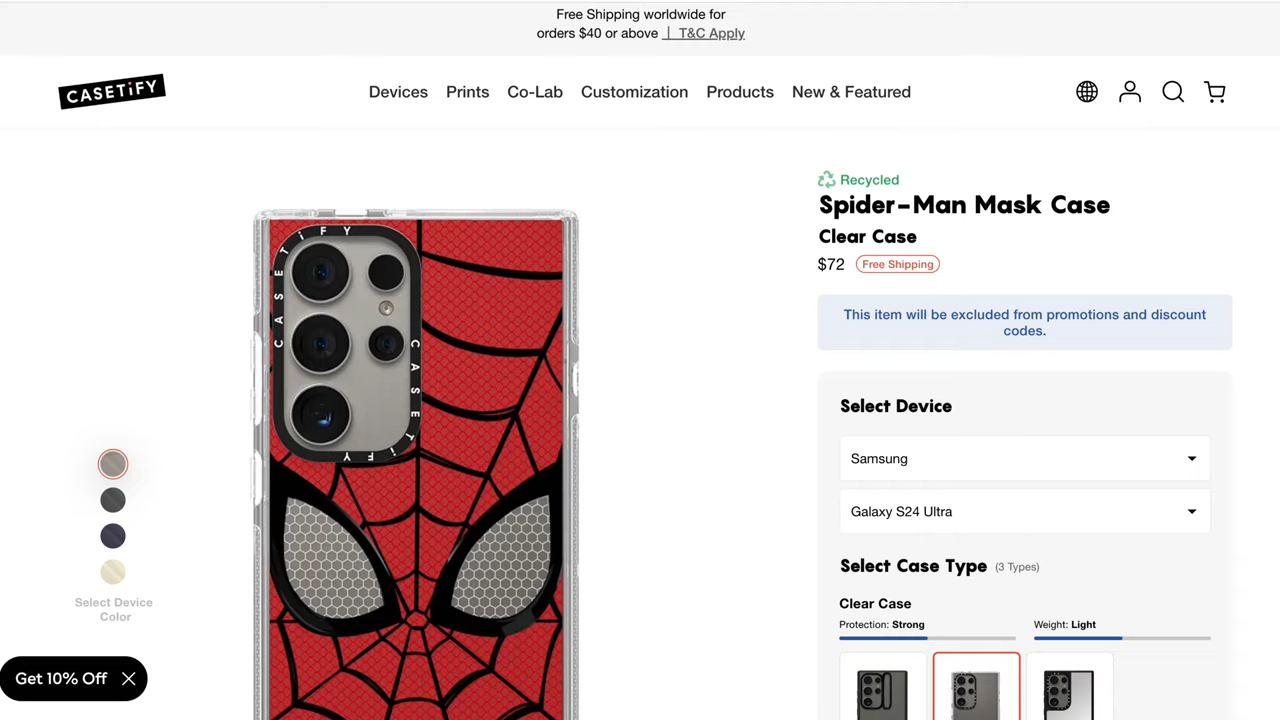 Free Shipping worldwide for
orders $40 or above | T&C Apply
CASETiFY
Devices
Prints
Co-Lab
Customization
Products
New & Featured
Recycled
Spider-Man Mask Case
Clear Case
$72
Free Shipping
This item will be excluded from promotions and discount
codes.
CASETiFY
CASETiFY
Select Device
Samsung
Galaxy S24 Ultra
Select Case Type (3 Types)
Clear Case
Protection: Strong
Weight: Light
Select Device
Color
Get 10% Off